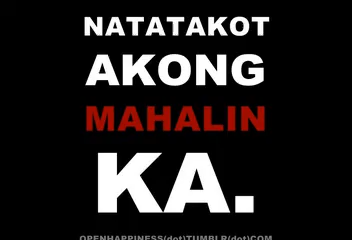 NATATAKOT
AKONG
MAHALIN
KA.
OPENHAPPINESS(dot)TUMBLR(dot)COM